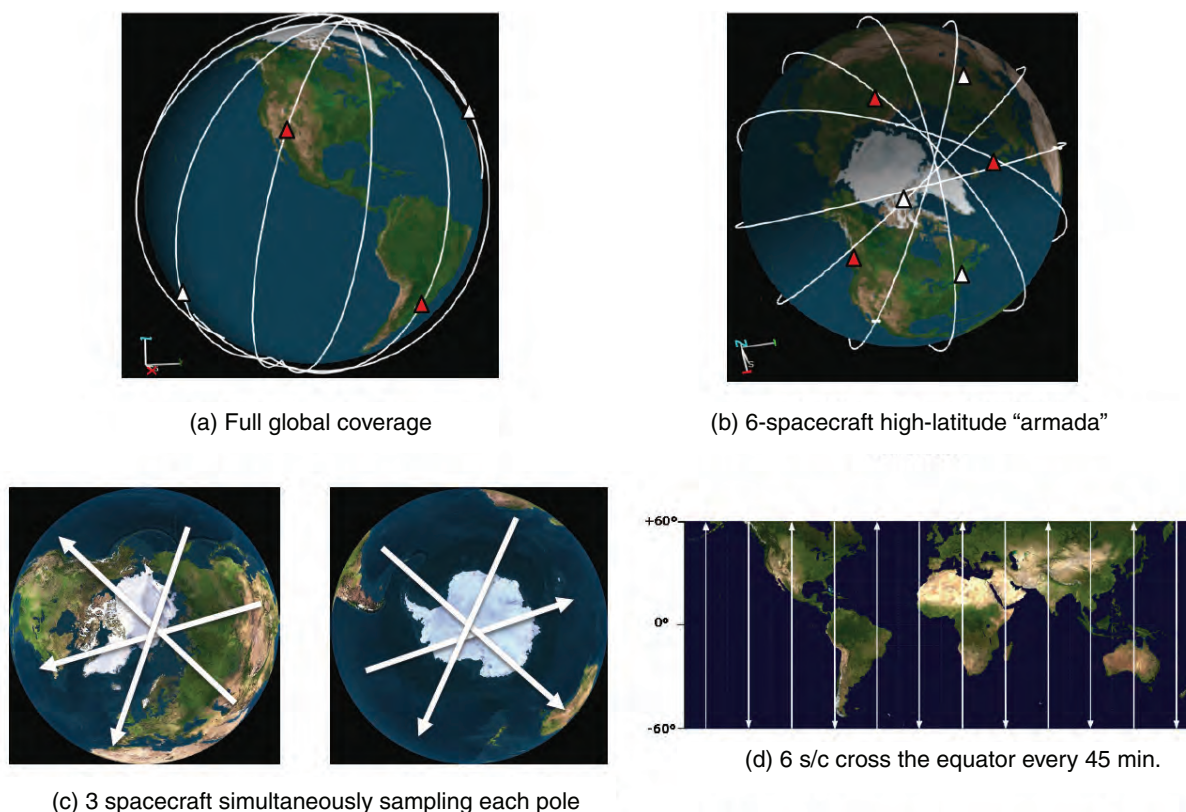 (a) Full global coverage
(b) 6-spacecraft high-latitude “armada”
(c) 3 spacecraft simultaneously sampling each pole
+60°
0°
-60°
(d) 6 s/c cross the equator every 45 min.